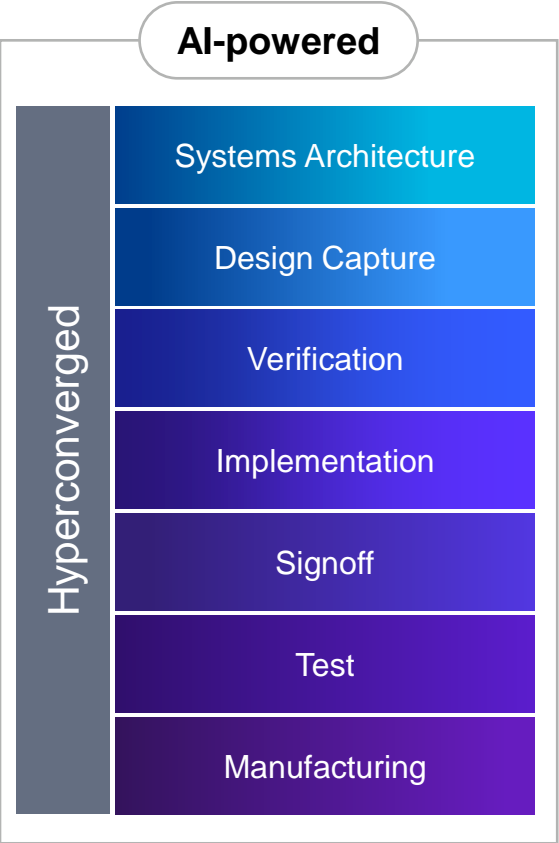 AI-powered
Hyperconverged
Systems Architecture
Design Capture
Verification
Implementation
Signoff
Test
Manufacturing